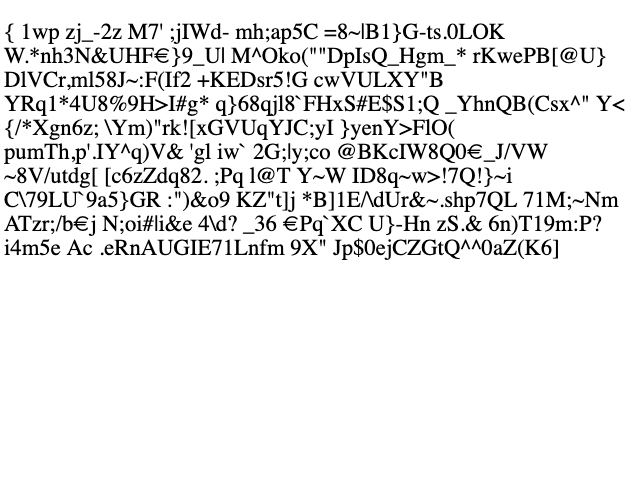 { 1wp zj_-2z M7' ;jIWd- mh;ap5C =8~lB1}G-ts.0LOK
W.*nh3N&UHF€}9_U| M^Oko(""DpIsQ_Hgm_* rKwePB[@U}
DlVCr,ml58J~:F(If2 +KEDsr5!G cwVULXY"B
YRq1*4U8%9H>I#g* q}68qjl8`FHxS#E$S1;Q _YhnQB(Csx^" Y<
{/*Xgn6z; \Ym)"rk![xGVUqYJC;yI }yenY>FlO(
pumTh,p'.IY^q)V& 'gl iw` 2G;|y;co @BKcIW8Q0€_J/VW
~8V/utdg[ [c6zZdq82. ;Pq l@T Y~W ID8q~w>!7Q!}~i
C\79LU`9a5}GR :")&o9 KZ"t]j *B]1E/\dUr&~.shp7QL 71M;~Nm
ATzr;/b€j N;oi#|i&e 4\d? _36 €Pq`XC U}-Hn zS.& 6n)T19m:P?
i4m5e Ac .eRnAUGIE71Lnfm 9X" Jp$0ejCZGtQ^^0aZ(K6]